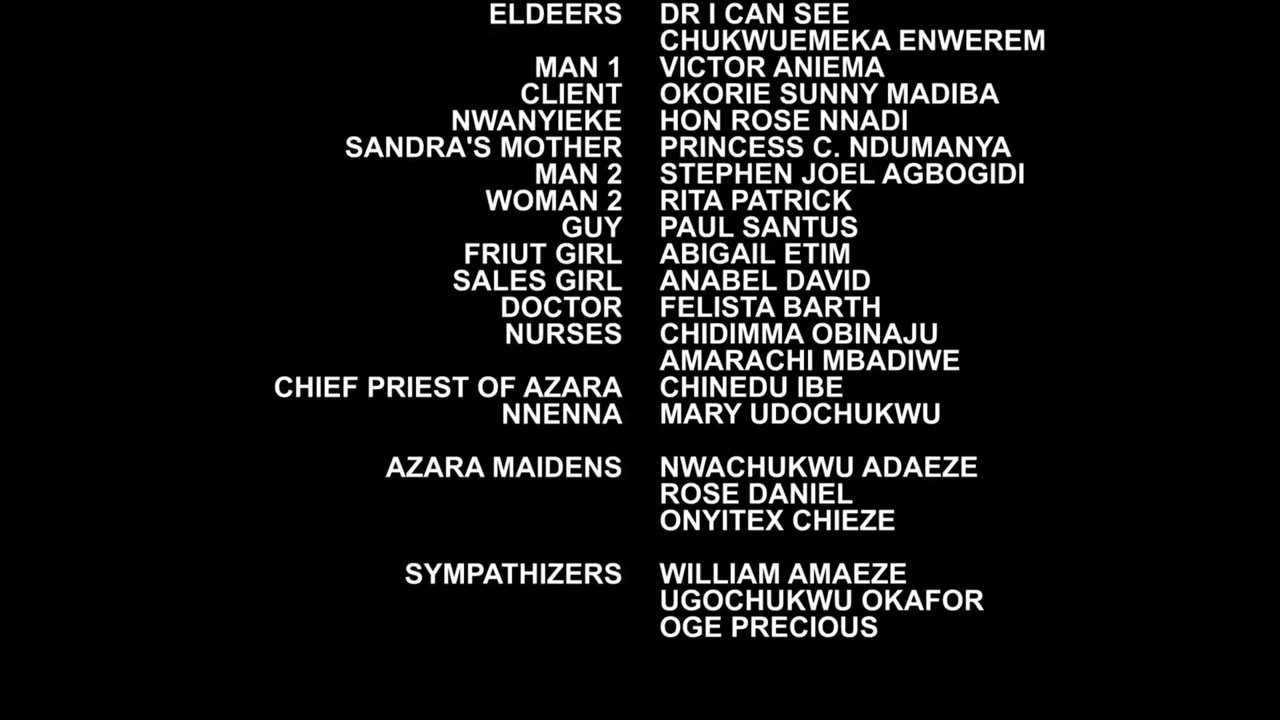 ELDEERS DR I CAN SEE
CHUKWUEMEKA ENWEREM
MAN 1 VICTOR ANIEMA
CLIENT OKORIE SUNNY MADIBA
NWANYIEKE HON ROSE NNADI
SANDRA'S MOTHER PRINCESS C. NDUMANYA
MAN 2 STEPHEN JOEL AGBOGIDI
WOMAN 2 RITA PATRICK
GUY PAUL SANTUS
FRIUT GIRL ABIGAIL ETIM
SALES GIRL ANABEL DAVID
DOCTOR FELISTA BARTH
NURSES CHIDIMMA OBINAJU
AMARACHI MBADIWE
CHIEF PRIEST OF AZARA CHINEDU IBE
NNENNA MARY UDOCHUKWU
AZARA MAIDENS NWACHUKWU ADAEZE
ROSE DANIEL
ONYITEX CHIEZE
SYMPATHIZERS WILLIAM AMAEZE
UGOCHUKWU OKAFOR
OGE PRECIOUS